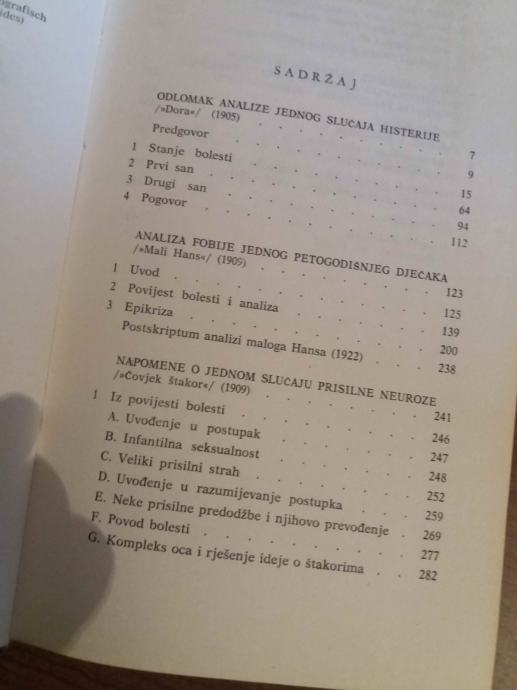 ografisch
ides)
SADRŽAJ
ODLOMAK ANALIZE JEDNOG SLUČAJA HISTERIJE
/»Dora«/ (1905) . . . . . . . 7
Predgovor . . . . . . . . 9
1 Stanje bolesti . . . . . . . 15
2 Prvi san . . . . . . . . 64
3 Drugi san . . . . . . . . 94
4 Pogovor . . . . . . . . 112
ANALIZA FOBIJE JEDNOG PETOGODIŠNJEG DJEČAKA
/»Mali Hans«/ (1909) . . . . . . 123
1 Uvod . . . . . . . . 125
2 Povijest bolesti i analiza . . . . . 139
3 Epikriza . . . . . . . . 200
Postskriptum analizi maloga Hansa (1922) . . . 238
NAPOMENE O JEDNOM SLUČAJU PRISILNE NEUROZE
/»Čovjek štakor«/ (1909) . . . . . . 241
1 Iz povijesti bolesti . . . . . . 246
A. Uvođenje u postupak . . . . . 247
B. Infantilna seksualnost . . . . . 248
C. Veliki prisilni strah . . . . . 252
D. Uvođenje u razumijevanje postupka . . . 259
E. Neke prisilne predodžbe i njihovo prevođenje . 269
F. Povod bolesti . . . . . . . 277
G. Kompleks oca i rješenje ideje o štakorima . . 282